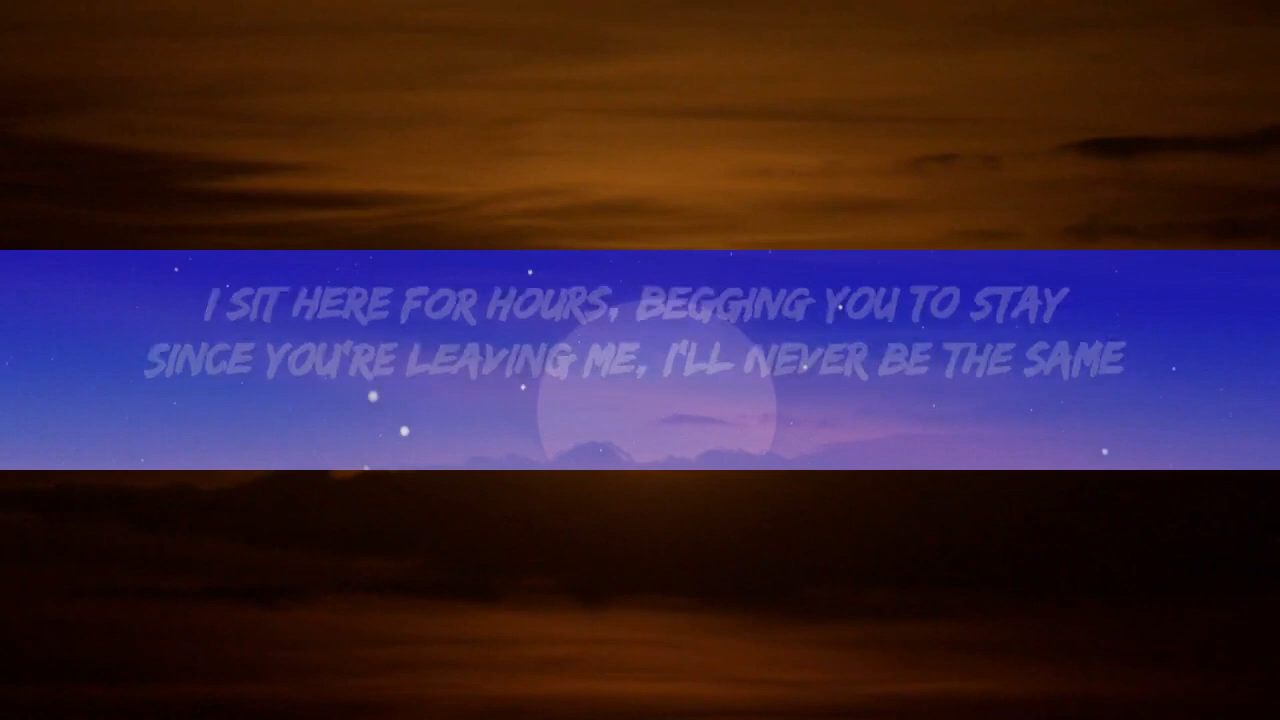 I SIT HERE FOR HOURS, BEGGING YOU TO STAY
SINCE YOU'RE LEAVING ME, I'LL NEVER BE THE SAME